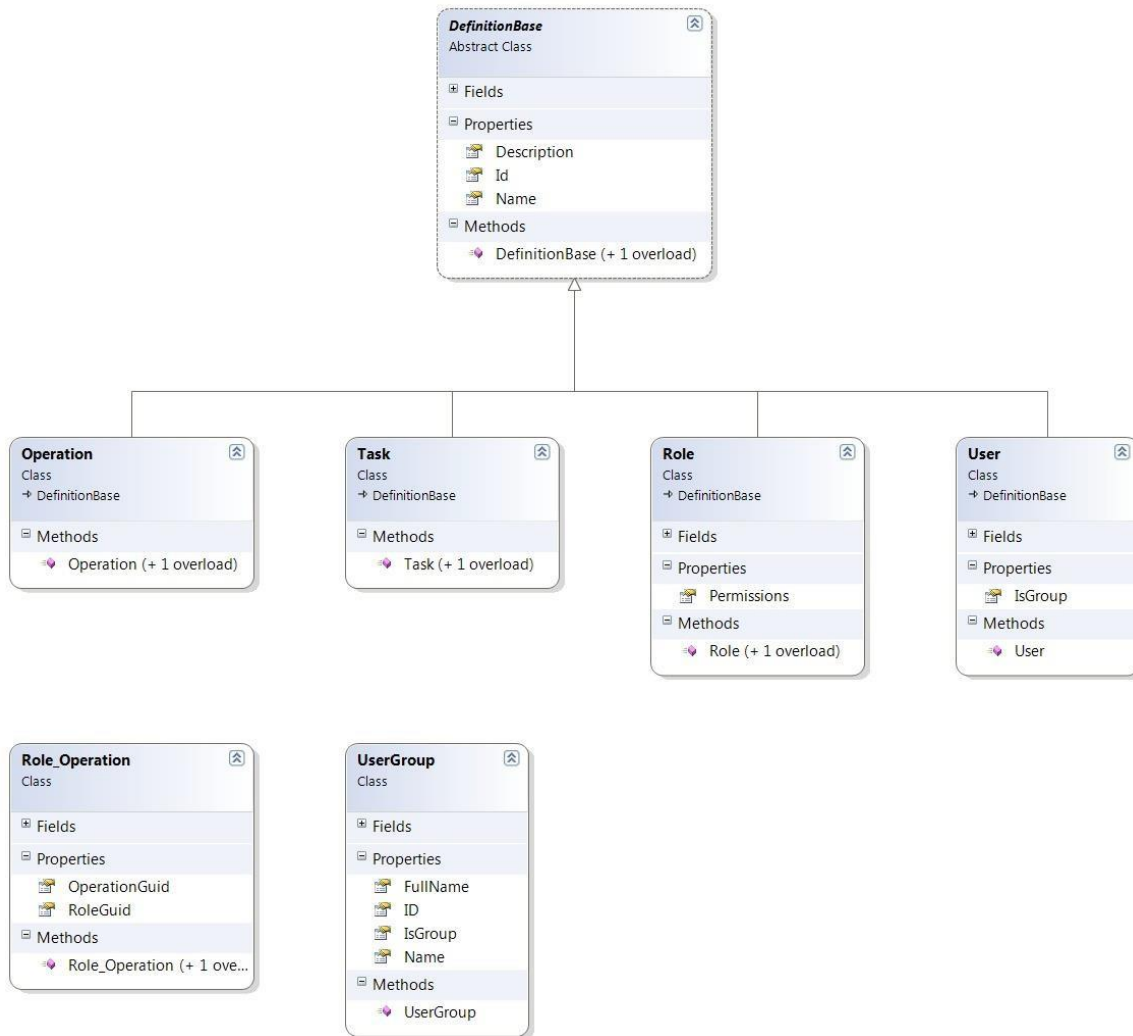 DefinitionBase
Abstract Class
Fields
Properties
Description
Id
Name
Methods
DefinitionBase (+ 1 overload)
Operation
Class
DefinitionBase
Methods
Operation (+ 1 overload)
Task
Class
DefinitionBase
Methods
Task (+ 1 overload)
Role
Class
DefinitionBase
Fields
Properties
Permissions
Methods
Role (+ 1 overload)
User
Class
DefinitionBase
Fields
Properties
IsGroup
Methods
User
Role_Operation
Class
Fields
Properties
OperationGuid
RoleGuid
Methods
Role_Operation (+ 1 ove...
UserGroup
Class
Fields
Properties
FullName
ID
IsGroup
Name
Methods
UserGroup